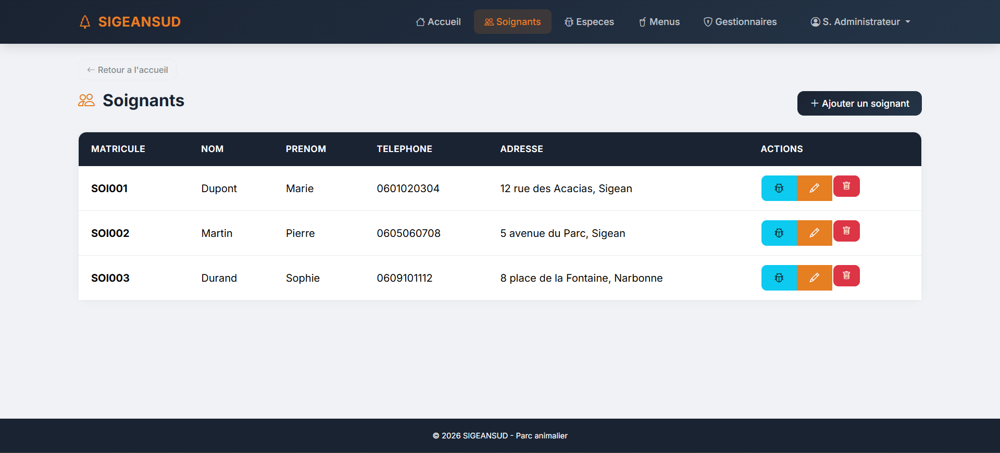 SIGEANSUD Accueil Soignants Especes Menus Gestionnaires S. Administrateur
← Retour a l'accueil
Soignants
+ Ajouter un soignant
MATRICULE NOM PRENOM TELEPHONE ADRESSE ACTIONS
SOI001 Dupont Marie 0601020304 12 rue des Acacias, Sigean
SOI002 Martin Pierre 0605060708 5 avenue du Parc, Sigean
SOI003 Durand Sophie 0609101112 8 place de la Fontaine, Narbonne
© 2026 SIGEANSUD - Parc animalier